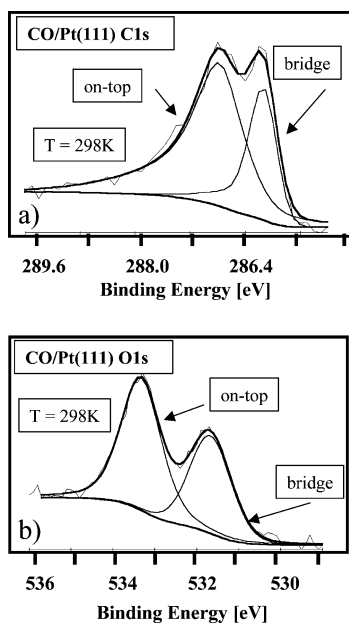 CO/Pt(111) C1s
on-top
bridge
T = 298K
a)
289.6 288.0 286.4
Binding Energy [eV]
CO/Pt(111) O1s
on-top
T = 298K
bridge
b)
536 534 532 530
Binding Energy [eV]